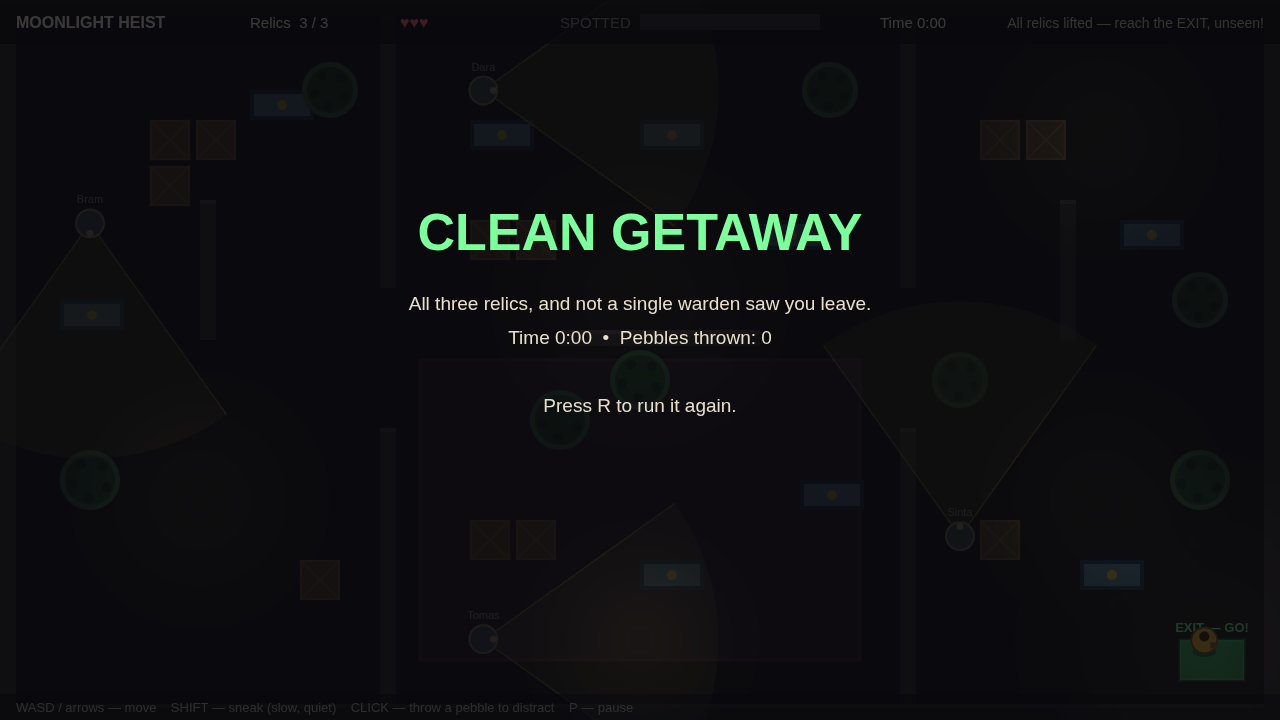 MOONLIGHT HEIST
Relics 3 / 3
♥♥♥
SPOTTED
Time 0:00
All relics lifted — reach the EXIT, unseen!
Dara
Bram
CLEAN GETAWAY
All three relics, and not a single warden saw you leave.
Time 0:00 • Pebbles thrown: 0
Press R to run it again.
Sinta
Tomas
EXIT — GO!
WASD / arrows — move SHIFT — sneak (slow, quiet) CLICK — throw a pebble to distract P — pause